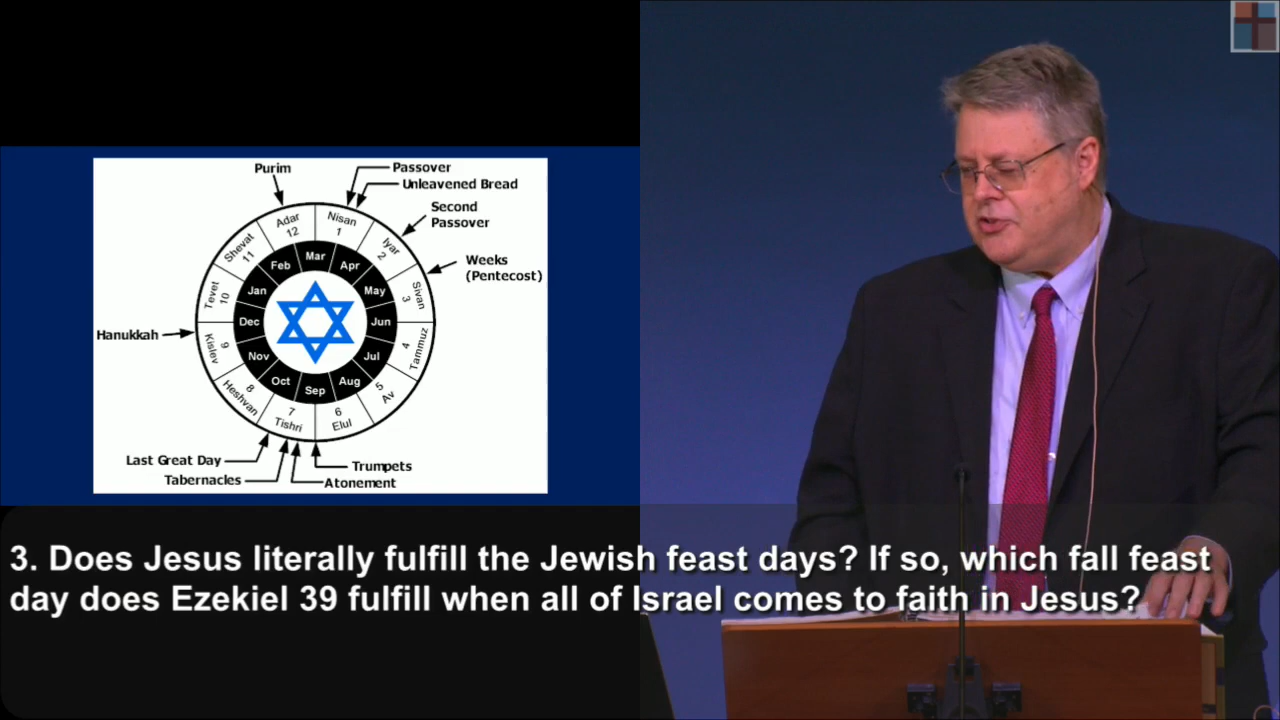 Purim
Passover
Unleavened Bread
Second
Passover
Weeks
(Pentecost)
Hanukkah
Last Great Day
Tabernacles
Trumpets
Atonement
Nisan
1
Iyar
2
Sivan
3
Tammuz
4
Av
5
Elul
6
Tishri
7
Heshvan
8
Kislev
9
Tevet
10
Shevat
11
Adar
12
Mar
Apr
May
Jun
Jul
Aug
Sep
Oct
Nov
Dec
Jan
Feb
3. Does Jesus literally fulfill the Jewish feast days? If so, which fall feast
day does Ezekiel 39 fulfill when all of Israel comes to faith in Jesus?